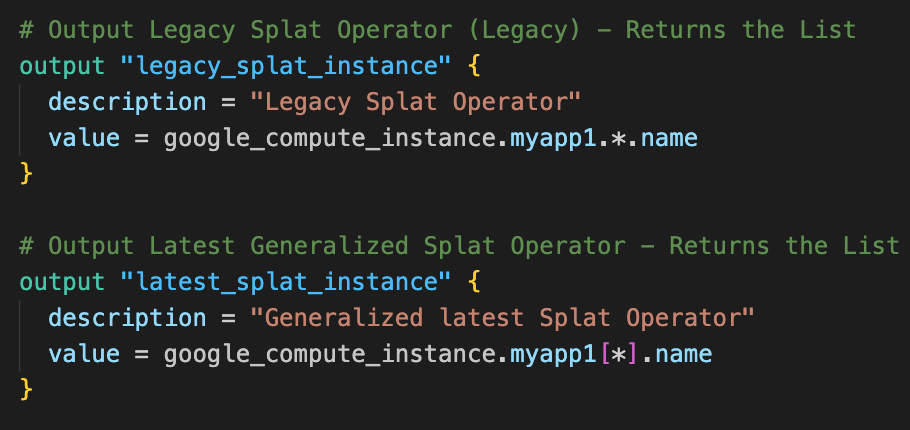 # Output Legacy Splat Operator (Legacy) - Returns the List
output "legacy_splat_instance" {
  description = "Legacy Splat Operator"
  value = google_compute_instance.myapp1.*.name
}

# Output Latest Generalized Splat Operator - Returns the List
output "latest_splat_instance" {
  description = "Generalized latest Splat Operator"
  value = google_compute_instance.myapp1[*].name
}